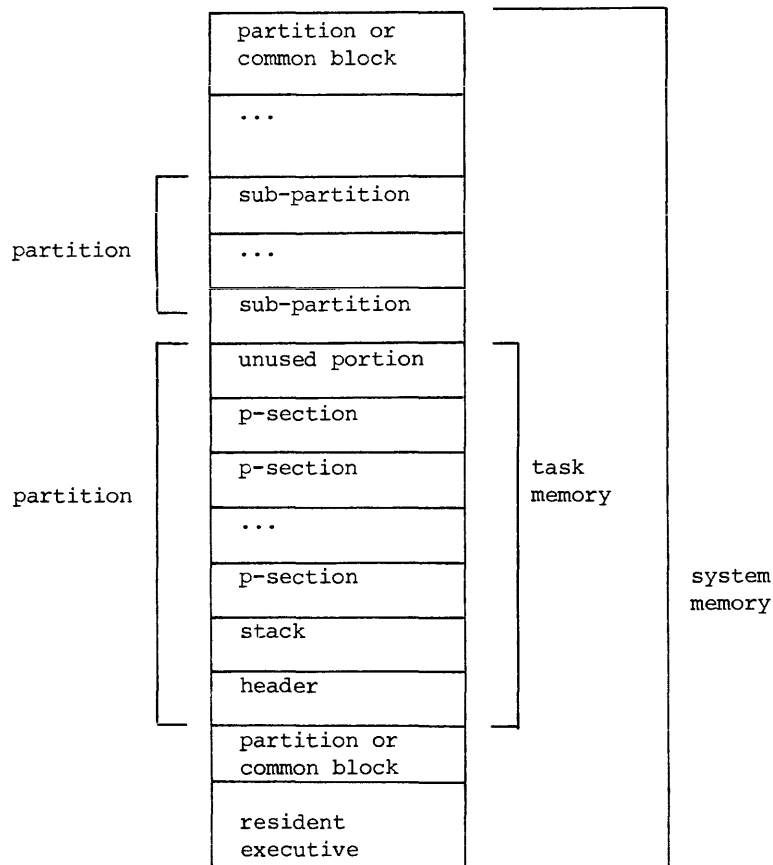 partition or
common block
...
sub-partition
partition
...
sub-partition
unused portion
p-section
p-section
task
memory
partition
...
p-section
system
memory
stack
header
partition or
common block
resident
executive